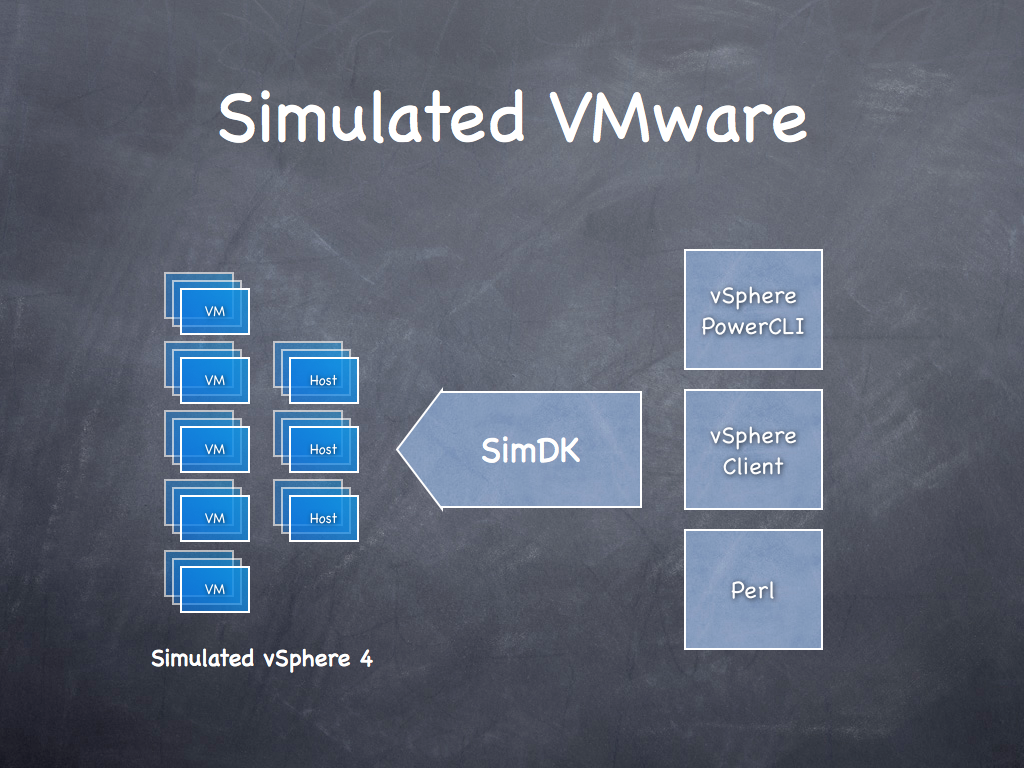 Simulated VMware
VM
VM
VM
VM
VM
Host
Host
Host
Simulated vSphere 4
SimDK
vSphere
PowerCLI
vSphere
Client
Perl